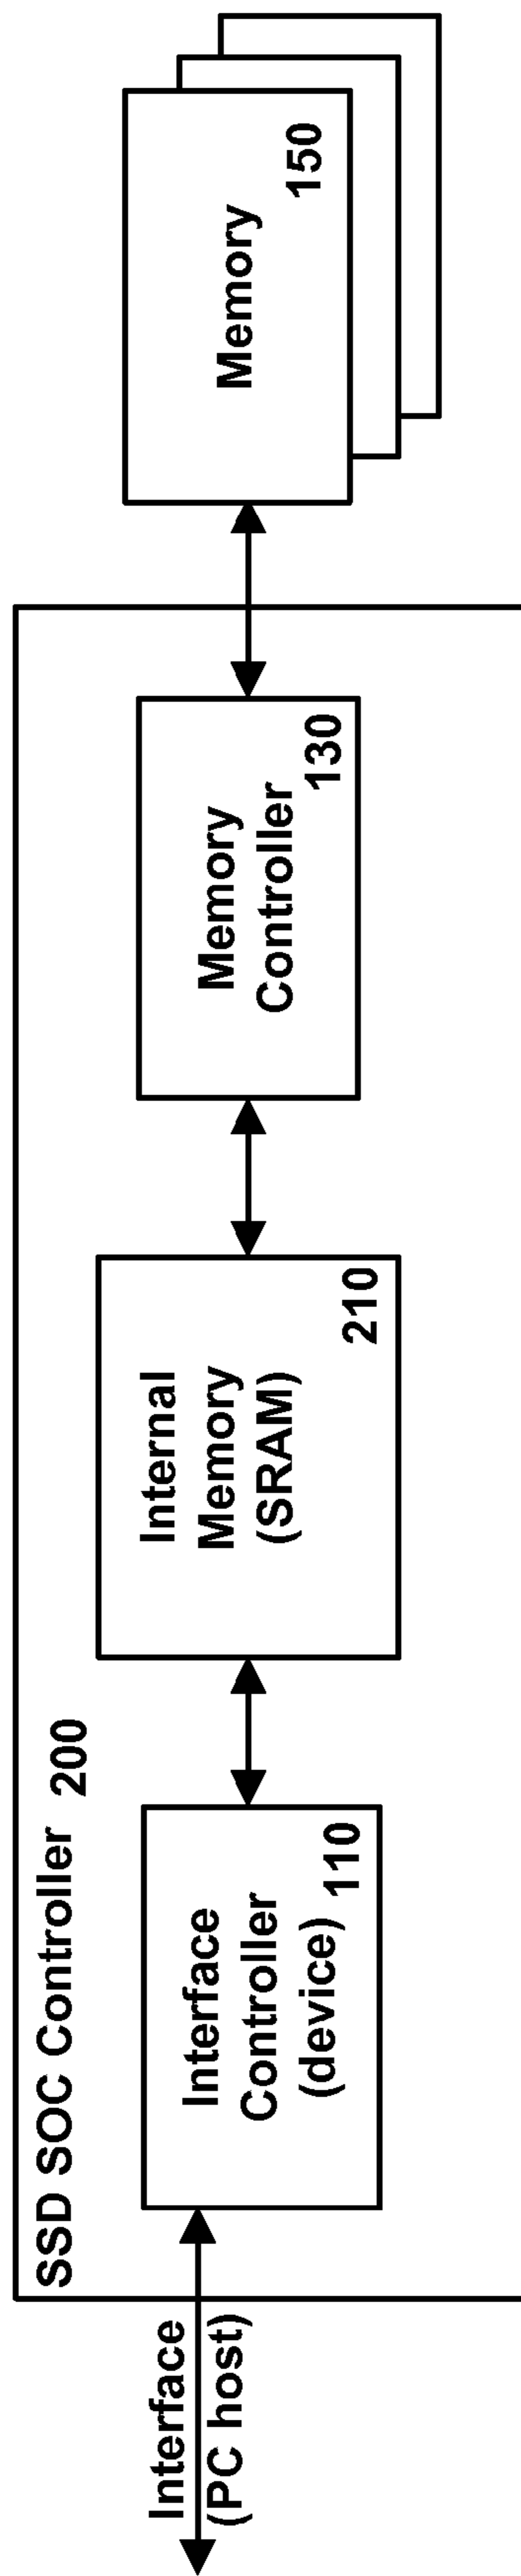 SSD SOC Controller 200
Interface
(PC host)
Interface
Controller
(device)
110
Internal
Memory
(SRAM)
210
Memory
Controller
130
Memory
150